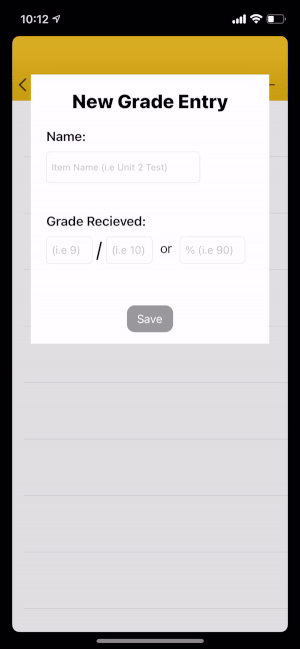 10:12
New Grade Entry
Name:
Item Name (i.e Unit 2 Test)
Grade Recieved:
(i.e 9) / (i.e 10) or % (i.e 90)
Save